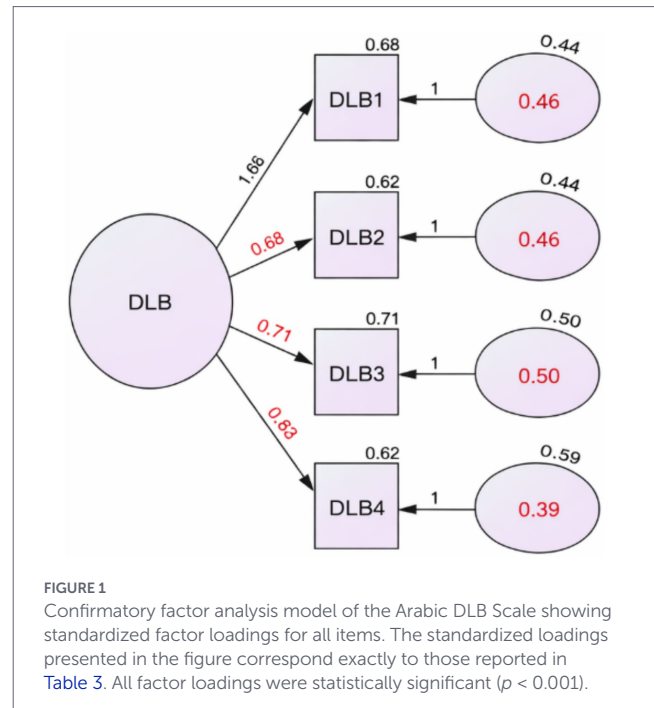 0.68
0.44
DLB1
1
0.46
1.66
0.62
0.44
DLB2
1
0.46
0.68
DLB
0.71
0.50
0.71
DLB3
1
0.50
0.83
0.62
0.59
DLB4
1
0.39
FIGURE 1
Confirmatory factor analysis model of the Arabic DLB Scale showing
standardized factor loadings for all items. The standardized loadings
presented in the figure correspond exactly to those reported in
Table 3. All factor loadings were statistically significant (p < 0.001).